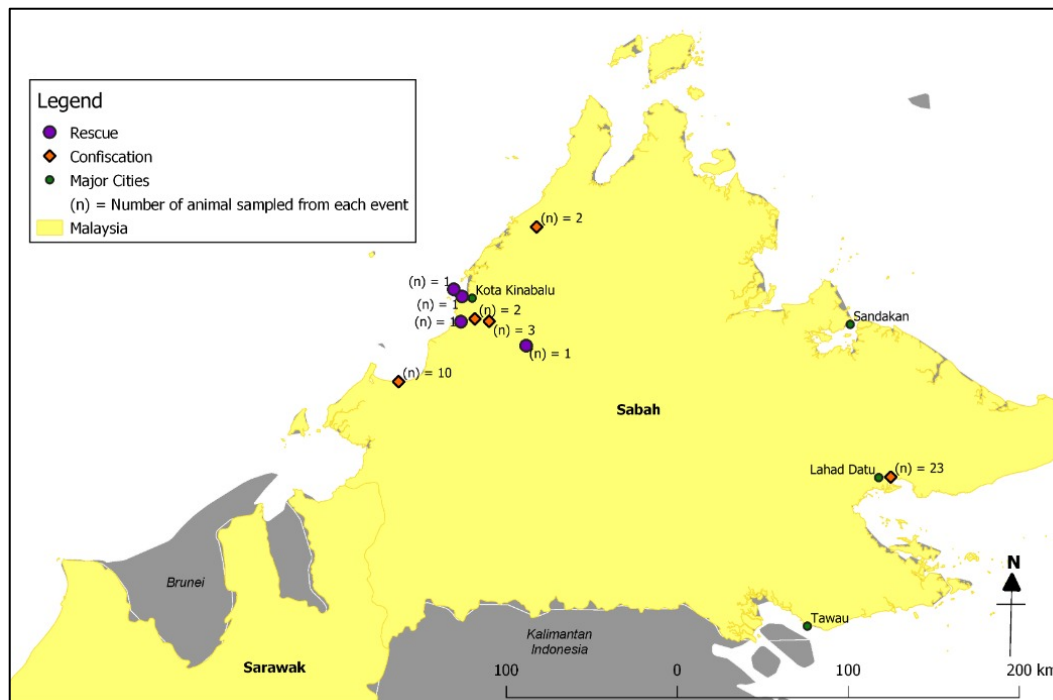 Legend
Rescue
Confiscation
Major Cities
(n) = Number of animal sampled from each event
Malaysia
(n) = 2
(n) = 1
Kota Kinabalu
(n) = 1
(n) = 2
(n) = 1
(n) = 3
Sandakan
(n) = 1
(n) = 10
Sabah
Lahad Datu
(n) = 23
N
Brunei
Tawau
Kalimantan
Indonesia
Sarawak
100 0 100 200 km